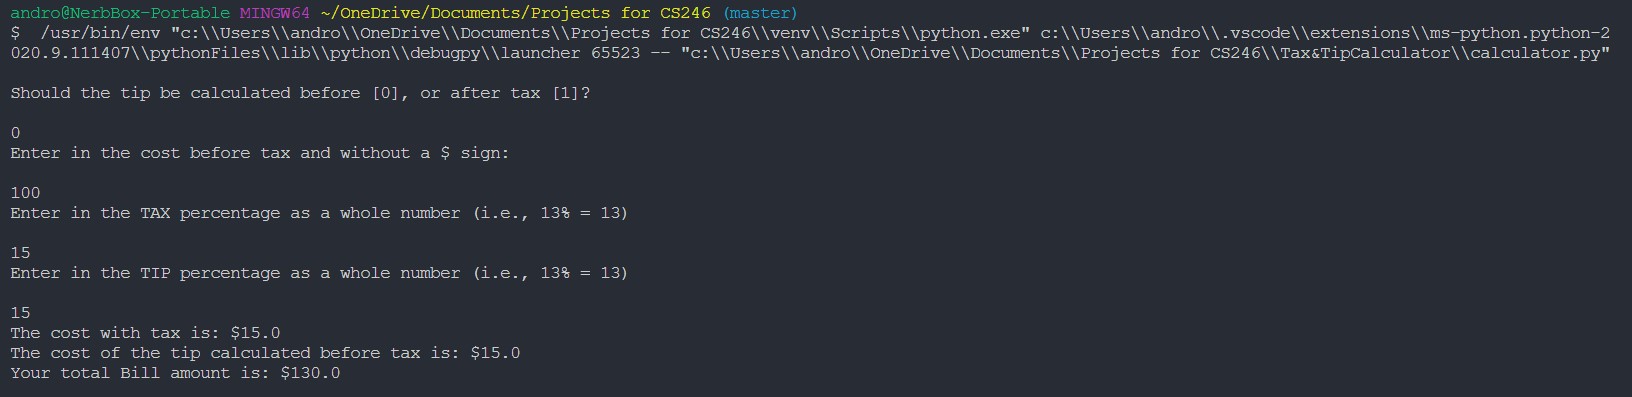 andro@NerbBox-Portable MINGW64 ~/OneDrive/Documents/Projects for CS246 (master)
$  /usr/bin/env "c:\\Users\\andro\\OneDrive\\Documents\\Projects for CS246\\venv\\Scripts\\python.exe" c:\\Users\\andro\\.vscode\\extensions\\ms-python.python-2
020.9.111407\\pythonFiles\\lib\\python\\debugpy\\launcher 65523 -- "c:\\Users\\andro\\OneDrive\\Documents\\Projects for CS246\\Tax&TipCalculator\\calculator.py"
Should the tip be calculated before [0], or after tax [1]?
0
Enter in the cost before tax and without a $ sign:
100
Enter in the TAX percentage as a whole number (i.e., 13% = 13)
15
Enter in the TIP percentage as a whole number (i.e., 13% = 13)
15
The cost with tax is: $15.0
The cost of the tip calculated before tax is: $15.0
Your total Bill amount is: $130.0